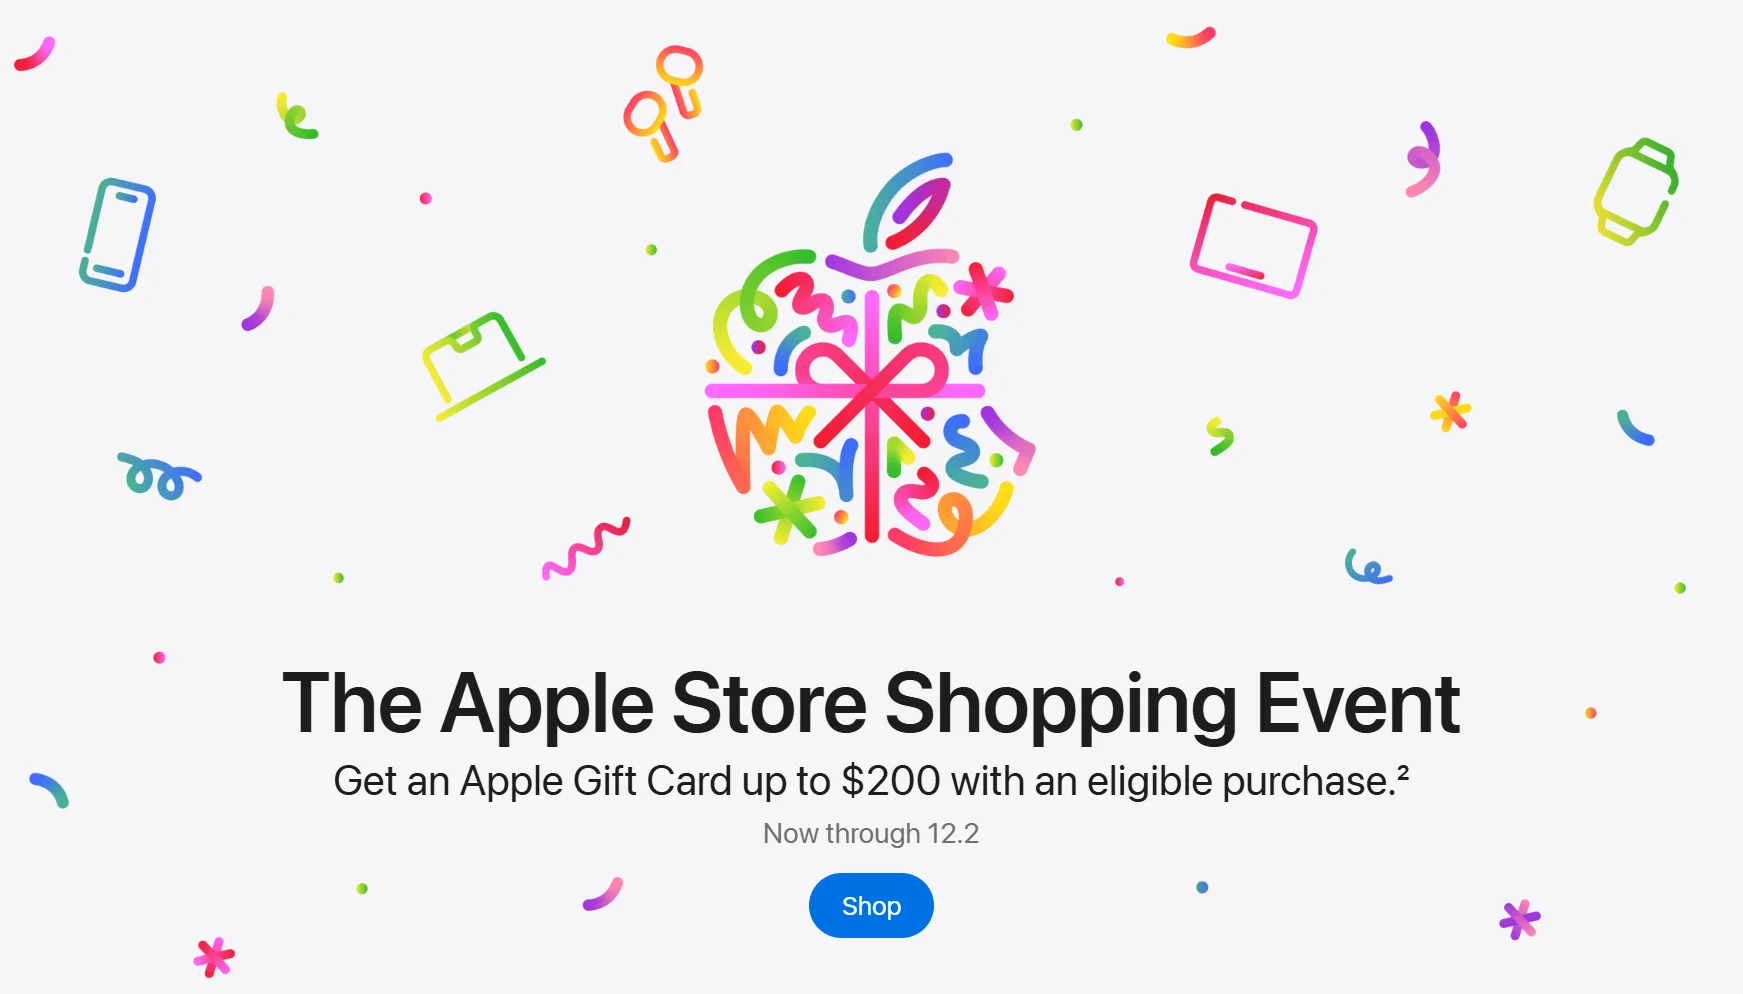 The Apple Store Shopping Event
Get an Apple Gift Card up to $200 with an eligible purchase.²
Now through 12.2
Shop